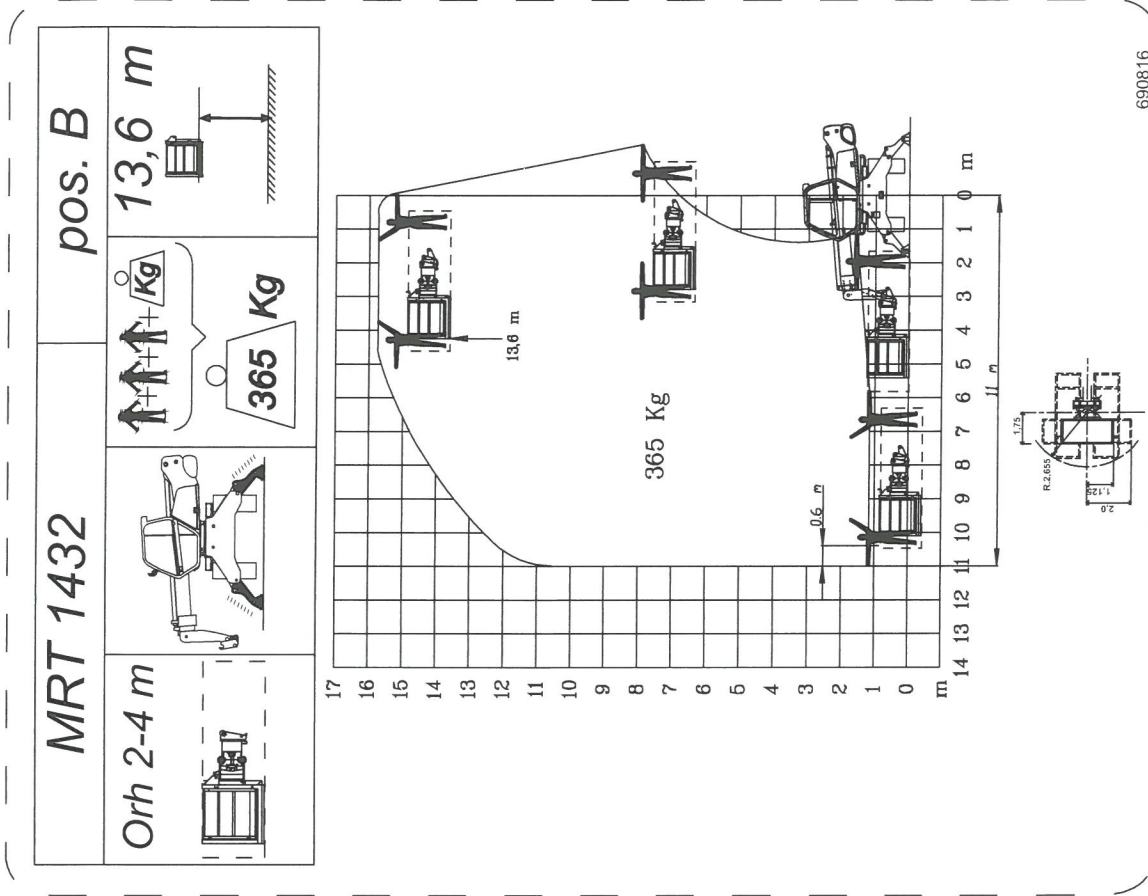 MRT 1432
pos. B
Orh 2-4 m
Kg
365 Kg
13,6 m
17
16
15
14
13
12
11
10
9
8
7
6
5
4
3
2
1
0
m
14 13 12 11 10 9 8 7 6 5 4 3 2 1 0 m
13,6 m
365 Kg
0.6 m
11 m
1,75
R.2,655
1,125
2,0
690816